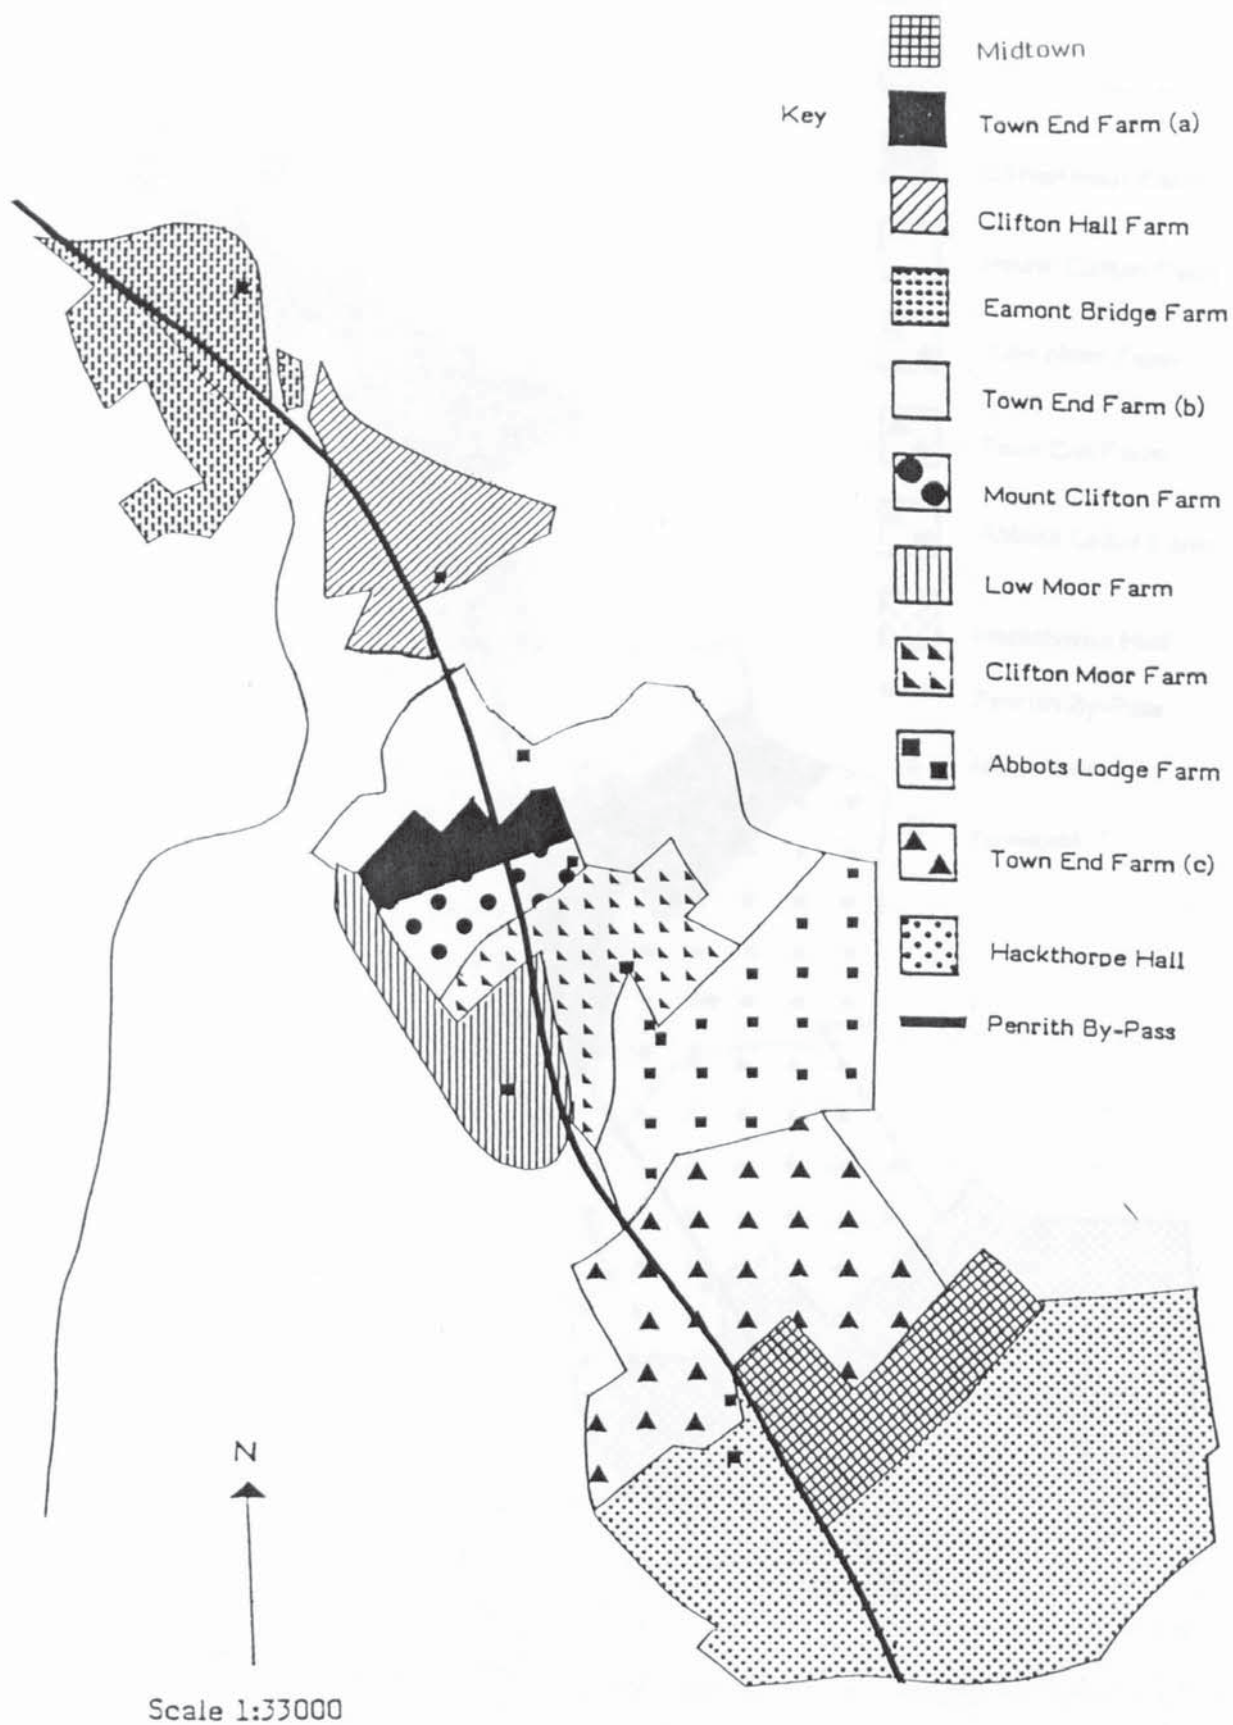 Midtown
Key
Town End Farm (a)
Clifton Hall Farm
Eamont Bridge Farm
Town End Farm (b)
Mount Clifton Farm
Low Moor Farm
Clifton Moor Farm
Abbots Lodge Farm
Town End Farm (c)
Hackthorpe Hall
Penrith By-Pass
N
Scale 1:33000